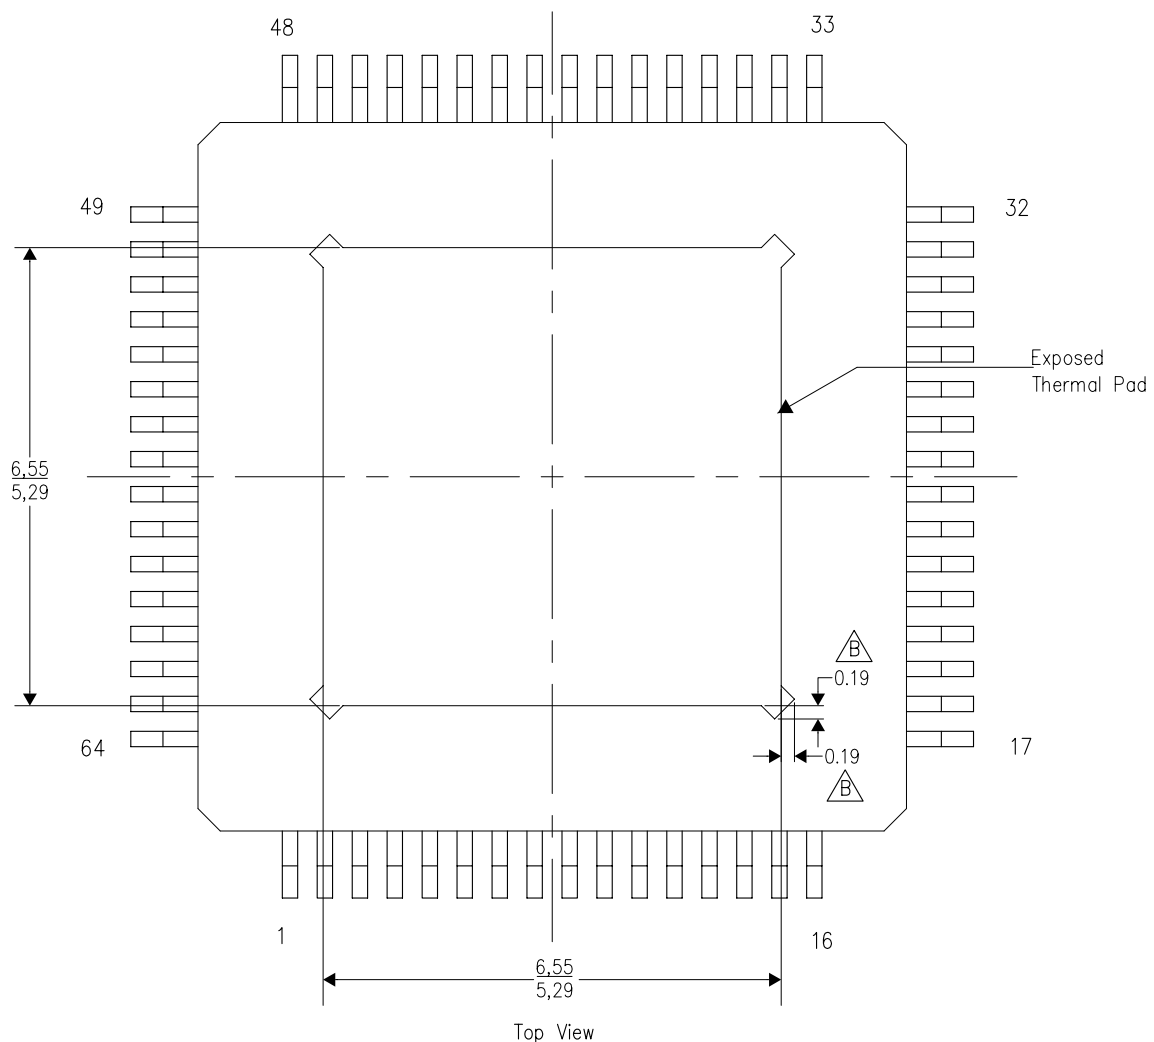 48
33
49
32
Exposed
Thermal Pad
6,55
5,29
B
0.19
64
17
0.19
B
1
16
6,55
5,29
Top View